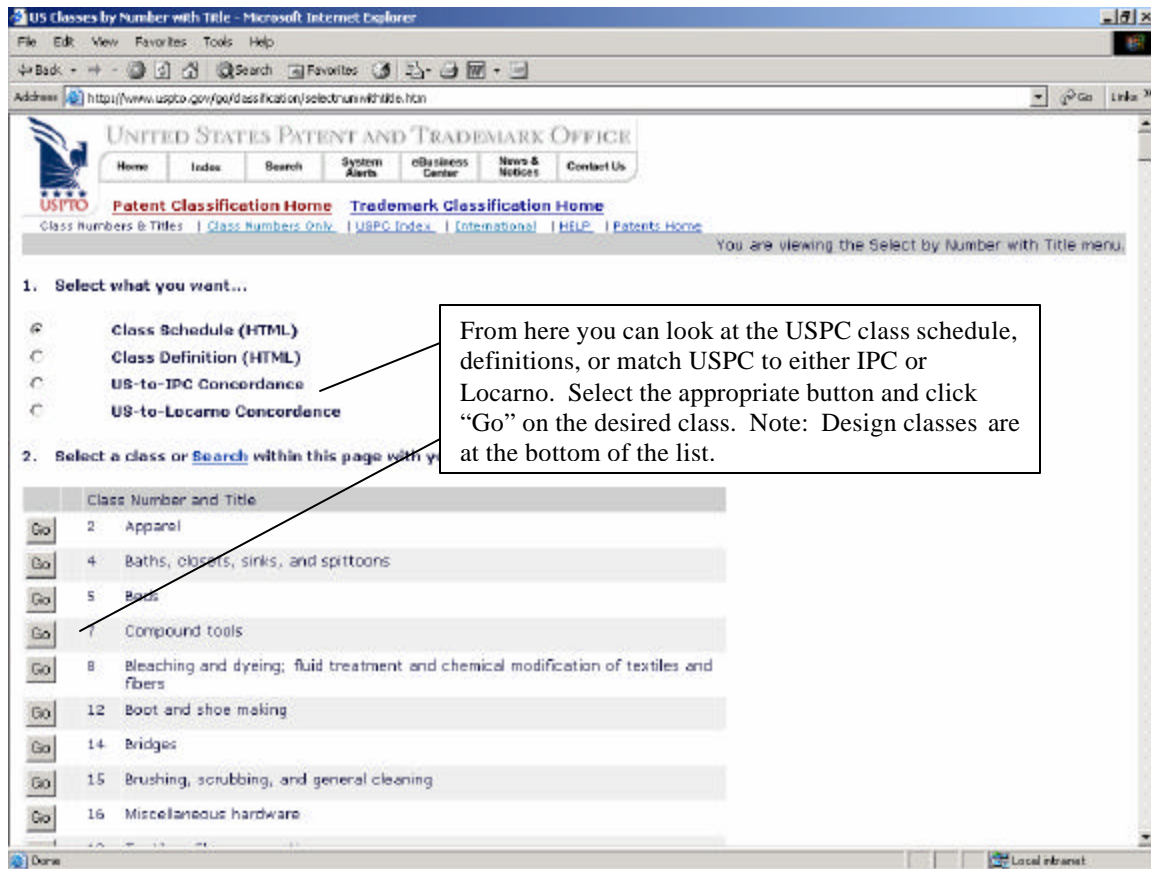 US Classes by Number with Title - Microsoft Internet Explorer
File Edit View Favorites Tools Help
Back Search Favorites
Address http://www.uspto.gov/go/classification/selectnumwithtitle.htm Go Links
UNITED STATES PATENT AND TRADEMARK OFFICE
Home Index Search System Alerts eBusiness Center News & Notices Contact Us
USPTO Patent Classification Home Trademark Classification Home
Class Numbers & Titles | Class Numbers Only | USPC Index | International | HELP | Patents Home
You are viewing the Select by Number with Title menu.
1. Select what you want...
Class Schedule (HTML)
Class Definition (HTML)
US-to-IPC Concordance
US-to-Locarno Concordance
From here you can look at the USPC class schedule,
definitions, or match USPC to either IPC or
Locarno. Select the appropriate button and click
“Go” on the desired class. Note: Design classes are
at the bottom of the list.
2. Select a class or Search within this page with
Class Number and Title
Go 2 Apparel
Go 4 Baths, closets, sinks, and spittoons
Go 5 Beds
Go 7 Compound tools
Go 8 Bleaching and dyeing; fluid treatment and chemical modification of textiles and
fibers
Go 12 Boot and shoe making
Go 14 Bridges
Go 15 Brushing, scrubbing, and general cleaning
Go 16 Miscellaneous hardware
Done Local intranet